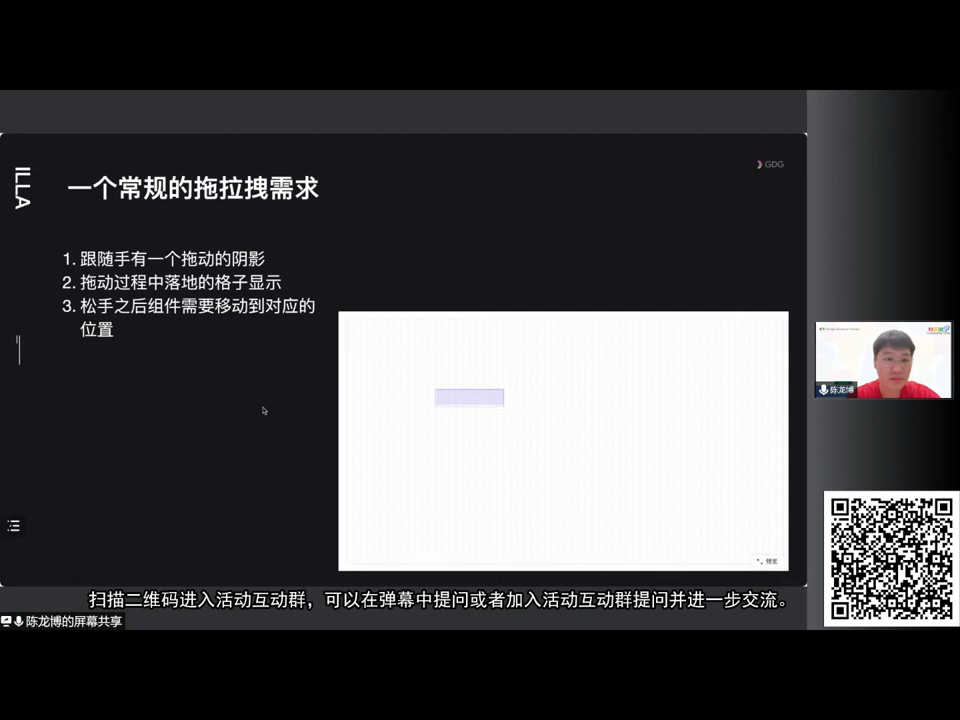 ILLA
一个常规的拖拉拽需求
GDG
1. 跟随手有一个拖动的阴影
2. 拖动过程中落地的格子显示
3. 松手之后组件需要移动到对应的
位置
预览
陈龙博
扫描二维码进入活动互动群，可以在弹幕中提问或者加入活动互动群提问并进一步交流。
陈龙博的屏幕共享